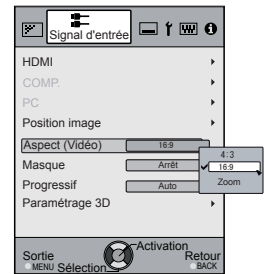 Signal d'entrée
HDMI
COMP.
PC
Position image
Aspect (Vidéo) 16:9
4:3
16:9
Zoom
Masque Arrêt
Progressif Auto
Paramétrage 3D
Activation
Sortie Retour
MENU Sélection BACK